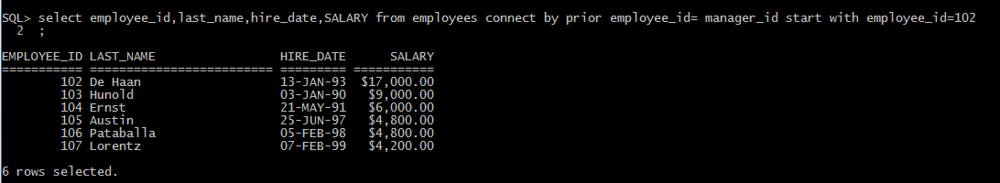 SQL> select employee_id,last_name,hire_date,SALARY from employees connect by prior employee_id= manager_id start with employee_id=102
  2  ;
EMPLOYEE_ID LAST_NAME                 HIRE_DATE       SALARY
=========== ========================= ========= ============
        102 De Haan                   13-JAN-93   $17,000.00
        103 Hunold                    03-JAN-90    $9,000.00
        104 Ernst                     21-MAY-91    $6,000.00
        105 Austin                    25-JUN-97    $4,800.00
        106 Pataballa                 05-FEB-98    $4,800.00
        107 Lorentz                   07-FEB-99    $4,200.00
6 rows selected.